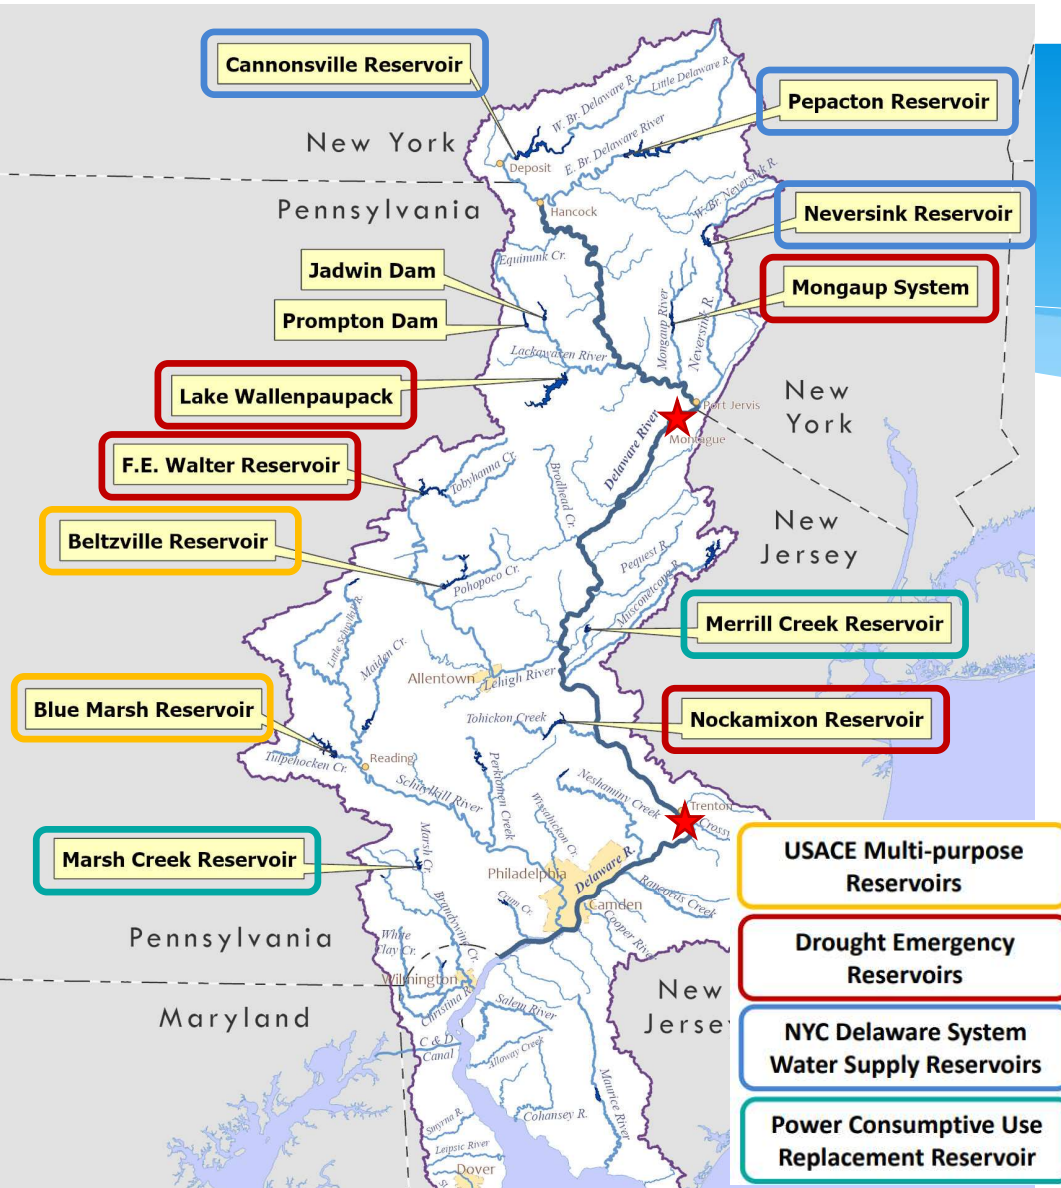 Cannonsville Reservoir
W. Br. Delaware R.
Little Delaware R.
Pepacton Reservoir
New York
E. Br. Delaware River
Deposit
Pennsylvania
Hancock
W. Br. Neversink R.
Neversink Reservoir
Equinunk Cr.
Jadwin Dam
Mongaup System
Prompton Dam
Mongaup River
Neversink R.
Lackawaxen River
Lake Wallenpaupack
New
York
Port Jervis
Delaware River
Montague
F.E. Walter Reservoir
Tobyhanna Cr.
Brodhead Cr.
New
Jersey
Beltzville Reservoir
Pohopoco Cr.
Pequest R.
Musconetcong R.
Little Schuylkill R.
Merrill Creek Reservoir
Maiden Cr.
Allentown
Lehigh River
Blue Marsh Reservoir
Tohickon Creek
Nockamixon Reservoir
Tulpehocken Cr.
Reading
Schuylkill River
Perkiomen Creek
Neshaminy Creek
Wissahickon Cr.
Trenton
Crossw
Marsh Creek Reservoir
Marsh Cr.
Philadelphia
Delaware R.
Rancocas Creek
Crum Cr.
Camden
Cooper River
Brandywine Cr.
Pennsylvania
White
Clay Cr.
Wilmington
Maryland
Christina R.
New
Jersey
Salem River
C & D
Canal
Alloway Creek
Maurice River
Cohansey R.
Smyrna R.
Leipsic River
Dover
USACE Multi-purpose
Reservoirs
Drought Emergency
Reservoirs
NYC Delaware System
Water Supply Reservoirs
Power Consumptive Use
Replacement Reservoir